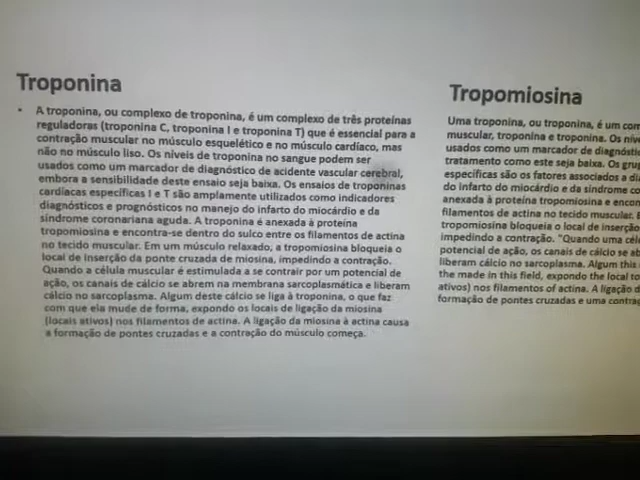 Troponina
• A troponina, ou complexo de troponina, é um complexo de três proteínas
reguladoras (troponina C, troponina I e troponina T) que é essencial para a
contração muscular no músculo esquelético e no músculo cardíaco, mas
não no músculo liso. Os níveis de troponina no sangue podem ser
usados como um marcador de diagnóstico de acidente vascular cerebral,
embora a sensibilidade deste ensaio seja baixa. Os ensaios de troponinas
cardíacas específicas I e T são amplamente utilizados como indicadores
diagnósticos e prognósticos no manejo do infarto do miocárdio e da
síndrome coronariana aguda. A troponina é anexada à proteína
tropomiosina e encontra-se dentro do sulco entre os filamentos de actina
no tecido muscular. Em um músculo relaxado, a tropomiosina bloqueia o
local de inserção da ponte cruzada de miosina, impedindo a contração.
Quando a célula muscular é estimulada a se contrair por um potencial de
ação, os canais de cálcio se abrem na membrana sarcoplasmática e liberam
cálcio no sarcoplasma. Algum deste cálcio se liga à troponina, o que faz
com que ela mude de forma, expondo os locais de ligação da miosina
(locais ativos) nos filamentos de actina. A ligação da miosina à actina causa
a formação de pontes cruzadas e a contração do músculo começa.
Tropomiosina
Uma troponina, ou troponina, é um com
muscular, troponina e troponina. Os níve
usados como um marcador de diagnóstic
tratamento como este seja baixa. Os gru
específicas são os fatores associados a dia
do infarto do miocárdio e da síndrome co
anexada à proteína tropomiosina e encon
filamentos de actina no tecido muscular.
tropomiosina bloqueia o local de inserção
impedindo a contração. "Quando uma cél
potencial de ação, os canais de cálcio se ab
liberam cálcio no sarcoplasma. Algum this
the made in this field, expondo the local to
ativos) nos filamentos of actina. A ligação d
formação de pontes cruzadas e uma contra